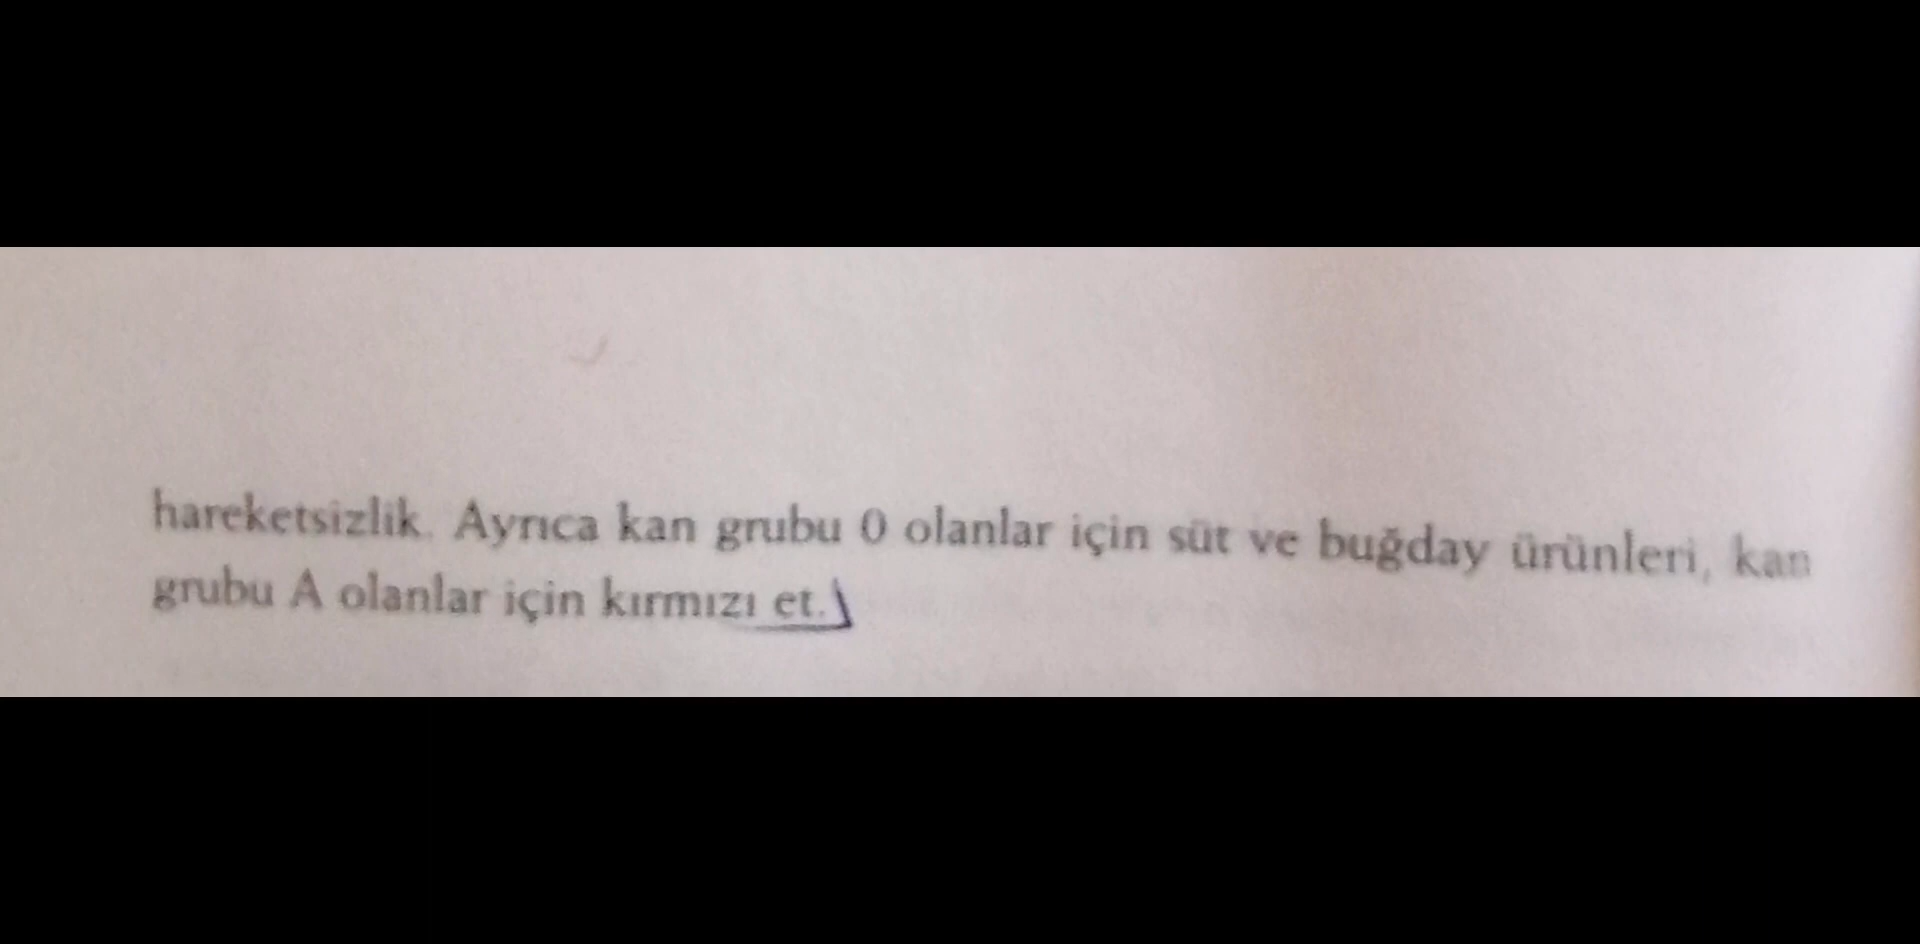 hareketsizlik. Ayrıca kan grubu 0 olanlar için süt ve buğday ürünleri, kan
grubu A olanlar için kırmızı et.